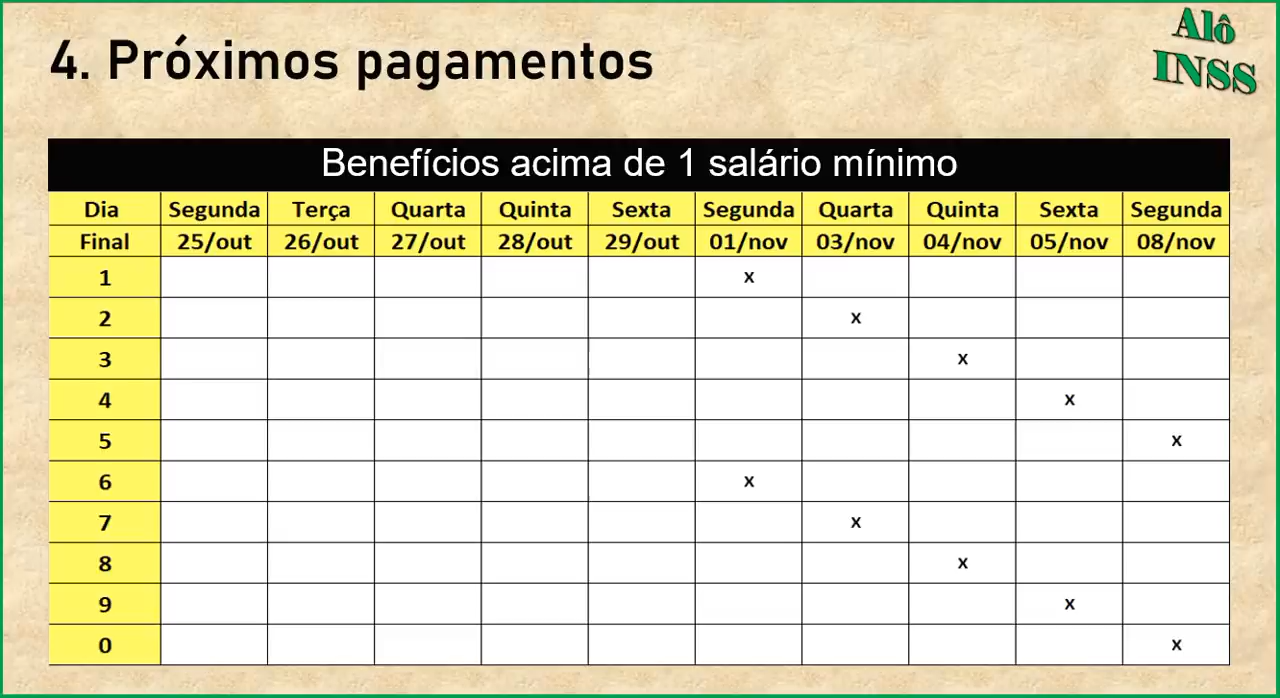 4. Próximos pagamentos
Alô
INSS
Benefícios acima de 1 salário mínimo
Dia Segunda Terça Quarta Quinta Sexta Segunda Quarta Quinta Sexta Segunda
Final 25/out 26/out 27/out 28/out 29/out 01/nov 03/nov 04/nov 05/nov 08/nov
1 x
2 x
3 x
4 x
5 x
6 x
7 x
8 x
9 x
0 x